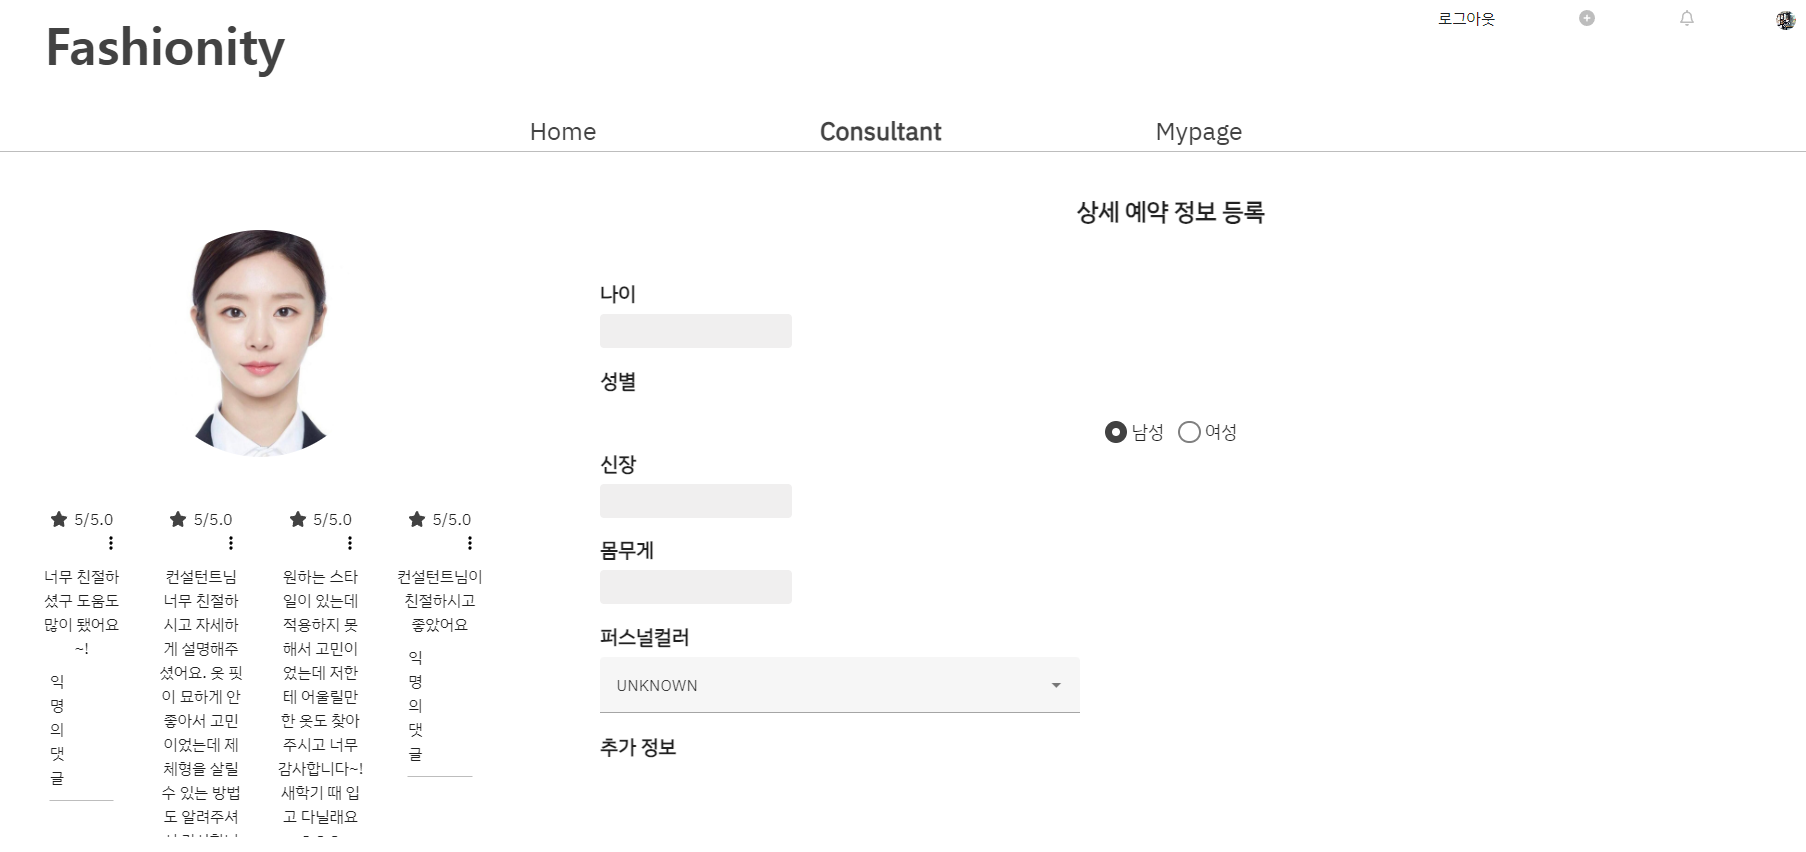 로그아웃
Fashionity
Home
Consultant
Mypage
상세 예약 정보 등록
나이
성별
남성
여성
신장
몸무게
퍼스널컬러
UNKNOWN
추가 정보
5/5.0
너무 친절하
셨구 도움도
많이 됐어요
~!
익
명
의
댓
글
5/5.0
컨설턴트님
너무 친절하
시고 자세하
게 설명해주
셨어요. 옷 핏
이 묘하게 안
좋아서 고민
이었는데 제
체형을 살릴
수 있는 방법
도 알려주셔
5/5.0
원하는 스타
일이 있는데
적용하지 못
해서 고민이
었는데 저한
테 어울릴만
한 옷도 찾아
주시고 너무
감사합니다~!
새학기 때 입
고 다닐래요
5/5.0
컨설턴트님이
친절하시고
좋았어요
익
명
의
댓
글